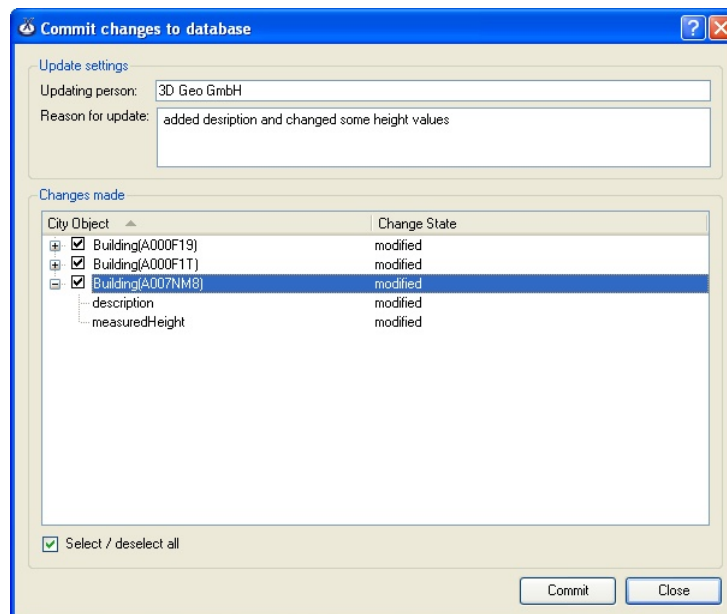 Commit changes to database
Update settings
Updating person: 3D Geo GmbH
Reason for update: added desription and changed some height values
Changes made
City Object Change State
Building(A000F19) modified
Building(A000F1T) modified
Building(A007NM8) modified
description modified
measuredHeight modified
Select / deselect all
Commit Close